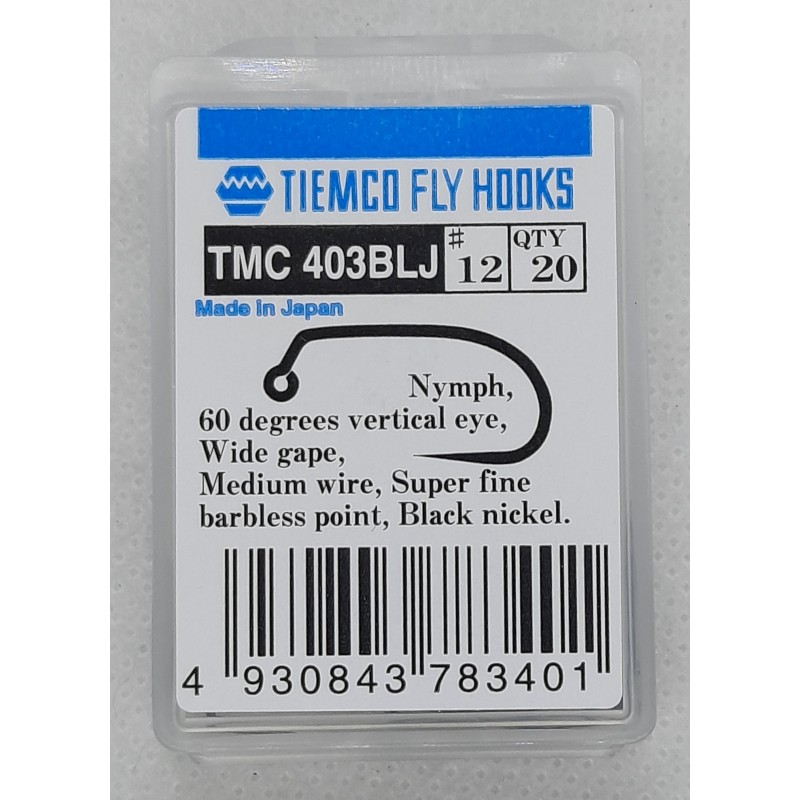 TIEMCO FLY HOOKS
TMC 403BLJ # 12 QTY 20
Made in Japan
Nymph,
60 degrees vertical eye,
Wide gape,
Medium wire, Super fine
barbless point, Black nickel.
4 930843 783401